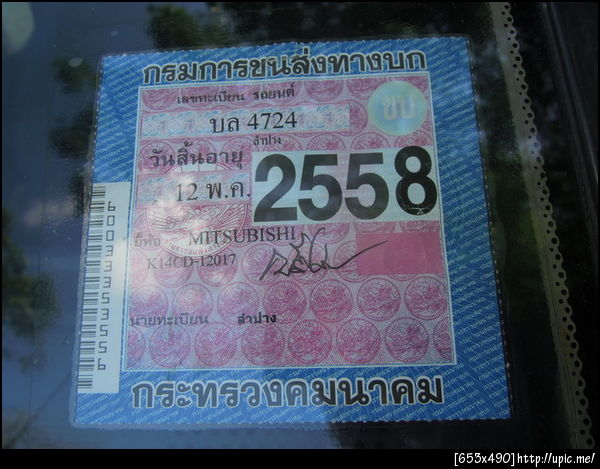 กรมการขนส่งทางบก
เลขทะเบียน รถยนต์
ขบ
บล 4724
ลำปาง
วันสิ้นอายุ
12 พ.ค. 2558
ยี่ห้อ MITSUBISHI
K14CD-12017
นายทะเบียน ลำปาง
กระทรวงคมนาคม
[653x490]http://upic.me/